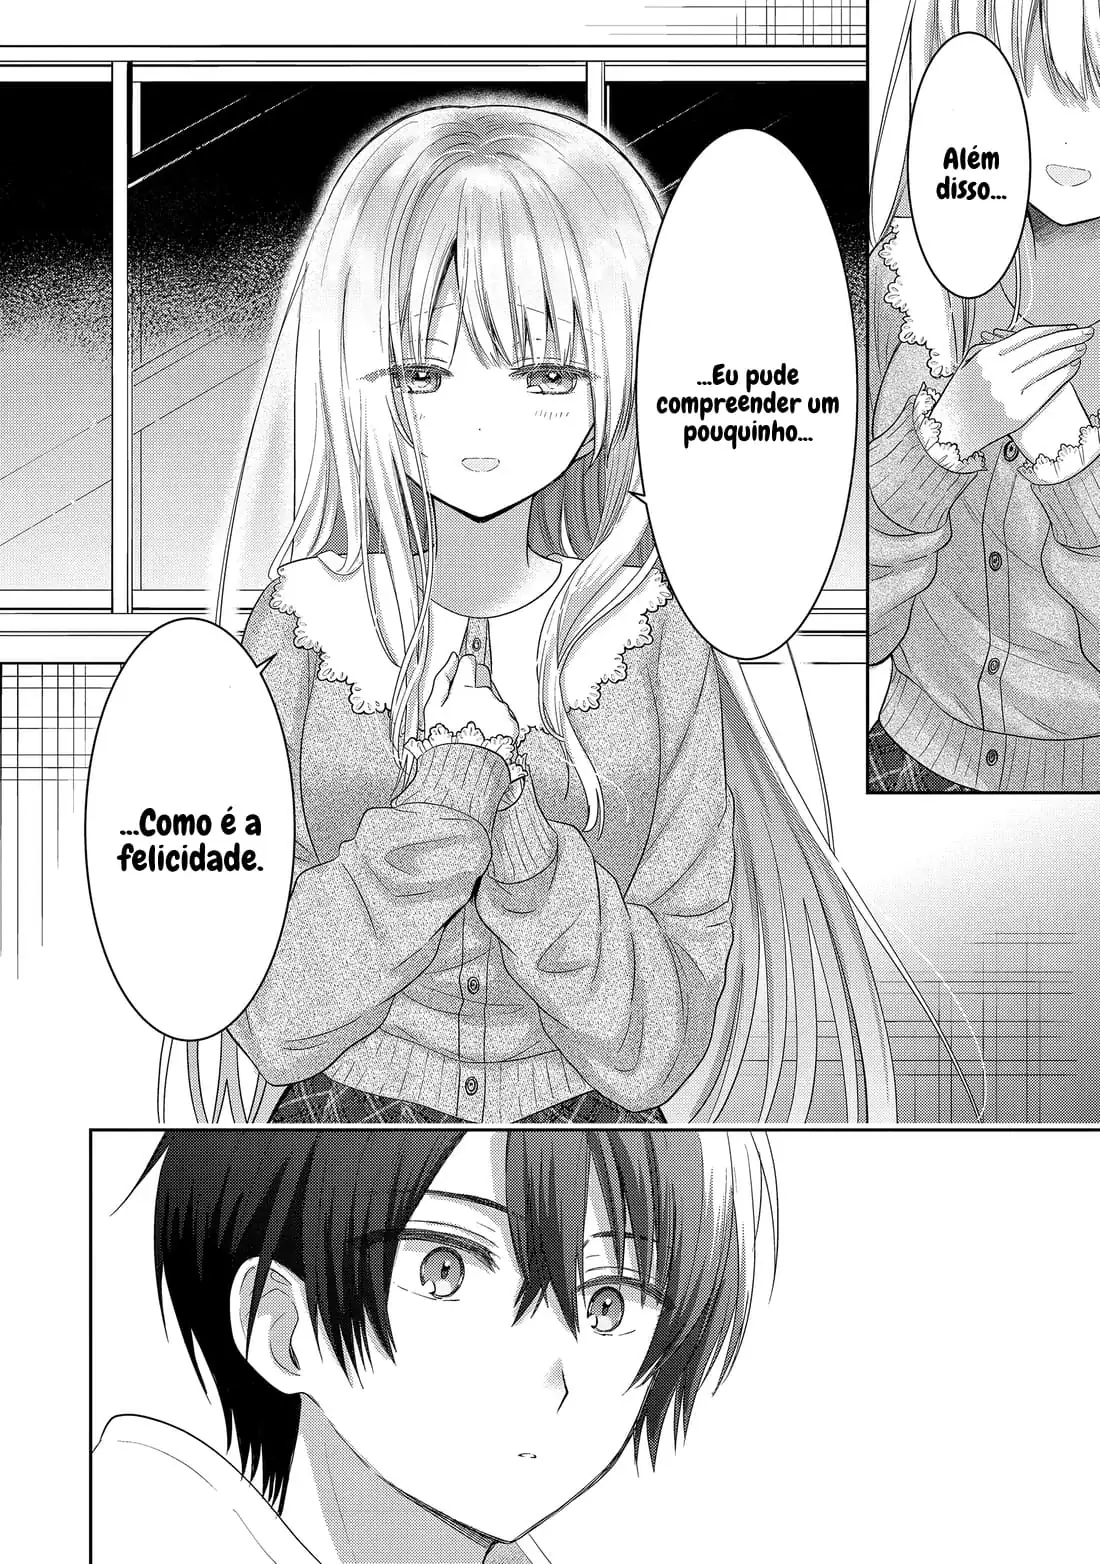 Além
disso...
...Eu pude
compreender um
pouquinho...
...Como é a
felicidade.